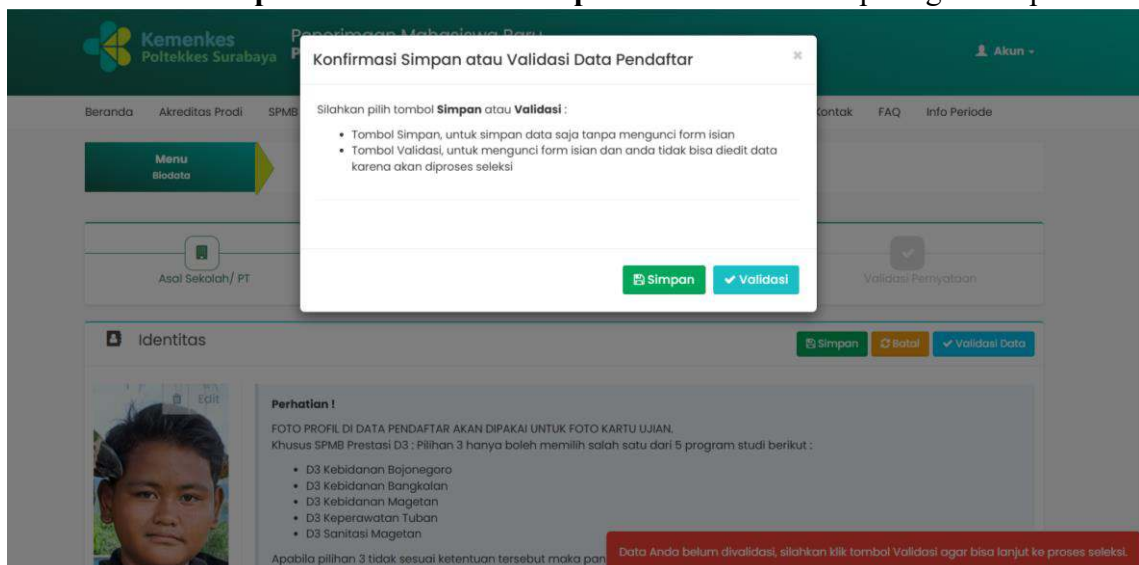 Kemenkes
Poltekkes Surabaya
Penerimaan Mahasiswa Baru
Akun
Konfirmasi Simpan atau Validasi Data Pendaftar
×
Beranda Akreditas Prodi SPMB Kontak FAQ Info Periode
Silahkan pilih tombol Simpan atau Validasi :
• Tombol Simpan, untuk simpan data saja tanpa mengunci form isian
• Tombol Validasi, untuk mengunci form isian dan anda tidak bisa diedit data
karena akan diproses seleksi
Menu
Biodata
Simpan Validasi
Asal Sekolah/ PT
Validasi Pernyataan
Identitas
Simpan Batal Validasi Data
Edit
Perhatian !
FOTO PROFIL DI DATA PENDAFTAR AKAN DIPAKAI UNTUK FOTO KARTU UJIAN.
Khusus SPMB Prestasi D3 : Pilihan 3 hanya boleh memilih salah satu dari 5 program studi berikut :
• D3 Kebidanan Bojonegoro
• D3 Kebidanan Bangkalan
• D3 Kebidanan Magetan
• D3 Keperawatan Tuban
• D3 Sanitasi Magetan
Apabila pilihan 3 tidak sesuai ketentuan tersebut maka pan
Data Anda belum divalidasi, silahkan klik tombol Validasi agar bisa lanjut ke proses seleksi.